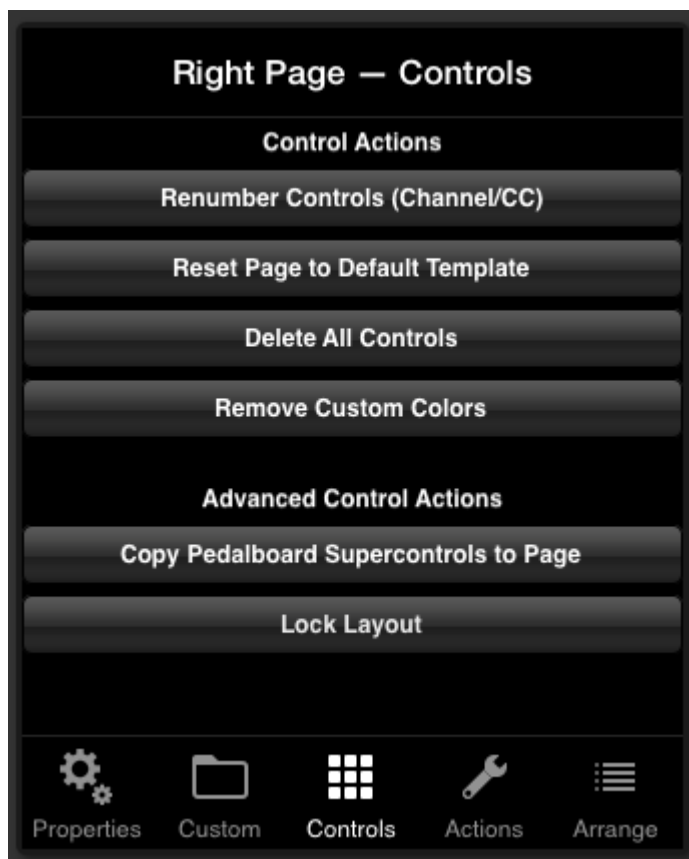 Right Page — Controls
Control Actions
Renumber Controls (Channel/CC)
Reset Page to Default Template
Delete All Controls
Remove Custom Colors
Advanced Control Actions
Copy Pedalboard Supercontrols to Page
Lock Layout
Properties Custom Controls Actions Arrange